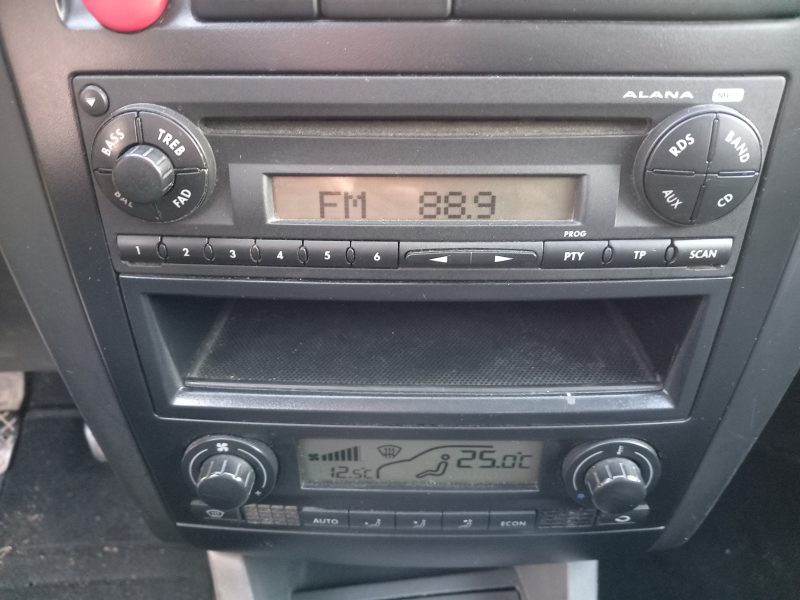 ALANA MP3
BASS TREB
BAL FAD
RDS BAND
AUX CD
FM 88.9
PROG
1 2 3 4 5 6 PTY TP SCAN
12.5°C 25.0°C
AUTO ECON